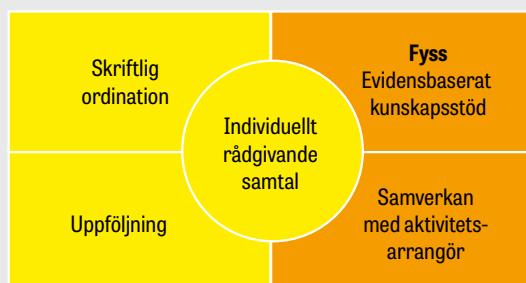 Skriftlig
ordination
Fyss
Evidensbaserat
kunskapsstöd
Individuellt
rådgivande
samtal
Uppföljning
Samverkan
med aktivitets-
arrangör